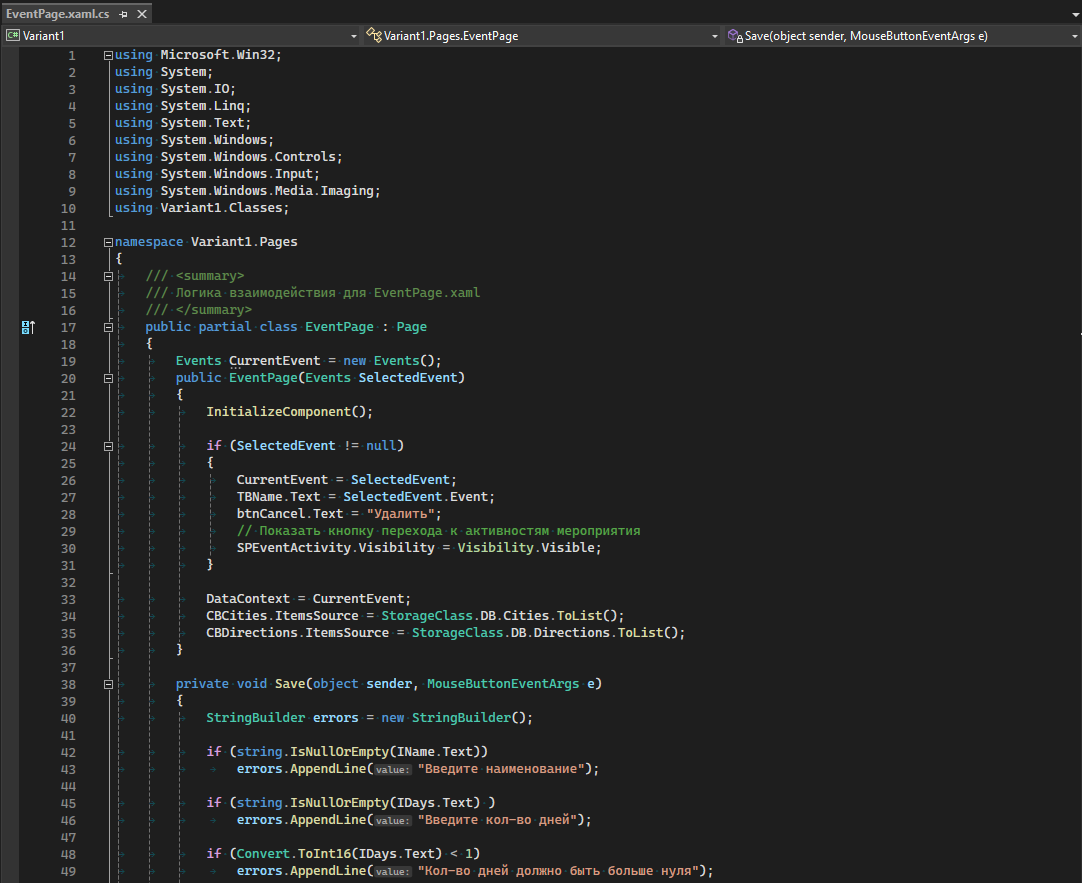 EventPage.xaml.cs
C# Variant1
Variant1.Pages.EventPage
Save(object sender, MouseButtonEventArgs e)
1 using Microsoft.Win32;
2 using System;
3 using System.IO;
4 using System.Linq;
5 using System.Text;
6 using System.Windows;
7 using System.Windows.Controls;
8 using System.Windows.Input;
9 using System.Windows.Media.Imaging;
10 using Variant1.Classes;
11
12 namespace Variant1.Pages
13 {
14 /// <summary>
15 /// Логика взаимодействия для EventPage.xaml
16 /// </summary>
17 public partial class EventPage : Page
18 {
19 Events CurrentEvent = new Events();
20 public EventPage(Events SelectedEvent)
21 {
22 InitializeComponent();
23
24 if (SelectedEvent != null)
25 {
26 CurrentEvent = SelectedEvent;
27 TBName.Text = SelectedEvent.Event;
28 btnCancel.Text = "Удалить";
29 // Показать кнопку перехода к активностям мероприятия
30 SPEventActivity.Visibility = Visibility.Visible;
31 }
32
33 DataContext = CurrentEvent;
34 CBCities.ItemsSource = StorageClass.DB.Cities.ToList();
35 CBDirections.ItemsSource = StorageClass.DB.Directions.ToList();
36 }
37
38 private void Save(object sender, MouseButtonEventArgs e)
39 {
40 StringBuilder errors = new StringBuilder();
41
42 if (string.IsNullOrEmpty(IName.Text))
43 errors.AppendLine(value: "Введите наименование");
44
45 if (string.IsNullOrEmpty(IDays.Text) )
46 errors.AppendLine(value: "Введите кол-во дней");
47
48 if (Convert.ToInt16(IDays.Text) < 1)
49 errors.AppendLine(value: "Кол-во дней должно быть больше нуля");